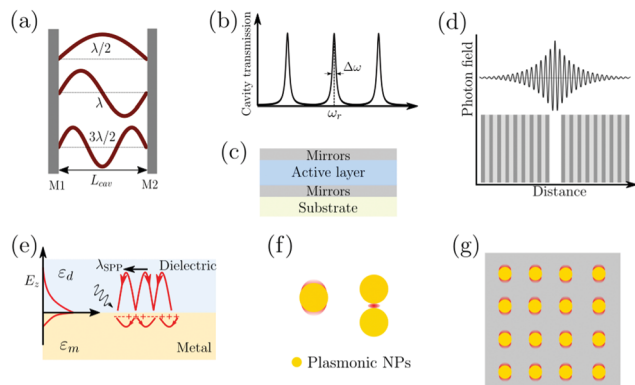 (a)
λ/2
λ
3λ/2
M1
L_cav
M2
(b)
Cavity transmission
Δω
ω_r
(c)
Mirrors
Active layer
Mirrors
Substrate
(d)
Photon field
Distance
(e)
E_z
ε_d
λ_SPP
Dielectric
ε_m
Metal
(f)
Plasmonic NPs
(g)